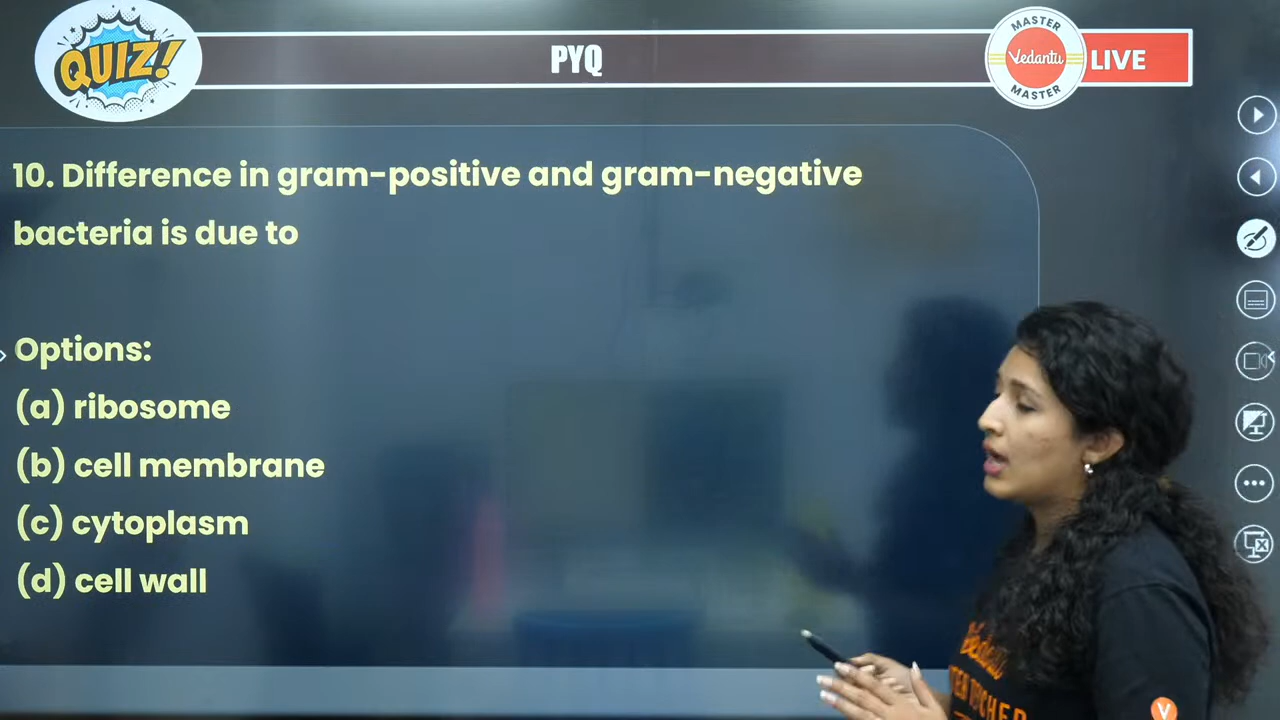 QUIZ!
PYQ
MASTER
Vedantu
MASTER
LIVE
10. Difference in gram-positive and gram-negative
bacteria is due to
Options:
(a) ribosome
(b) cell membrane
(c) cytoplasm
(d) cell wall
V